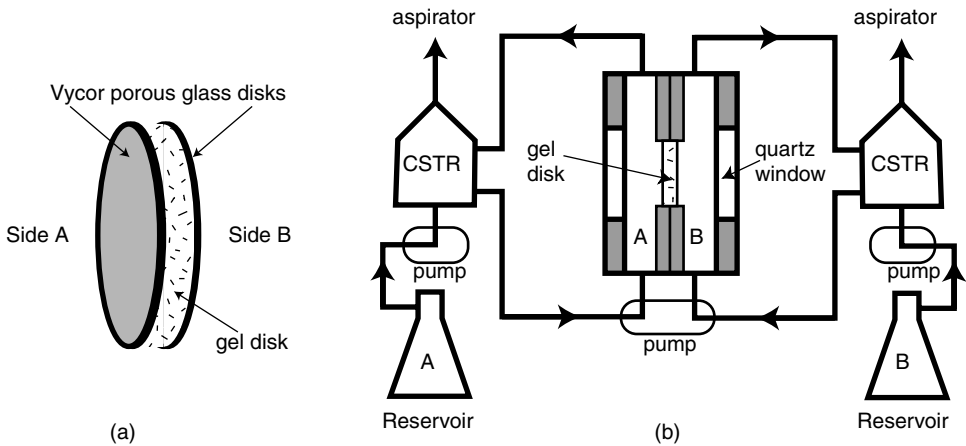 Vycor porous glass disks
Side A
Side B
gel disk
(a)
aspirator
aspirator
CSTR
gel
disk
quartz
window
CSTR
A
B
pump
pump
pump
A
B
Reservoir
Reservoir
(b)